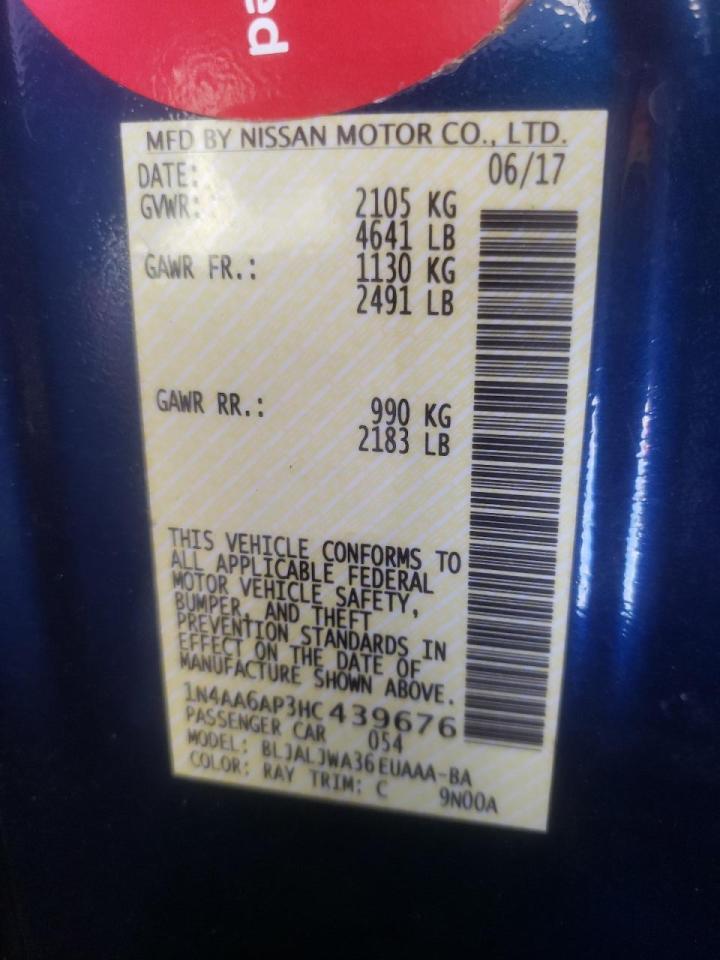 ed
MFD BY NISSAN MOTOR CO., LTD.
DATE: 06/17
GVWR: 2105 KG
4641 LB
GAWR FR.: 1130 KG
2491 LB
GAWR RR.: 990 KG
2183 LB
THIS VEHICLE CONFORMS TO
ALL APPLICABLE FEDERAL
MOTOR VEHICLE SAFETY,
BUMPER, AND THEFT
PREVENTION STANDARDS IN
EFFECT ON THE DATE OF
MANUFACTURE SHOWN ABOVE.
1N4AA6AP3HC439676
PASSENGER CAR 054
MODEL: BLJALJWA36EUAAA-BA
COLOR: RAY TRIM: C 9N00A